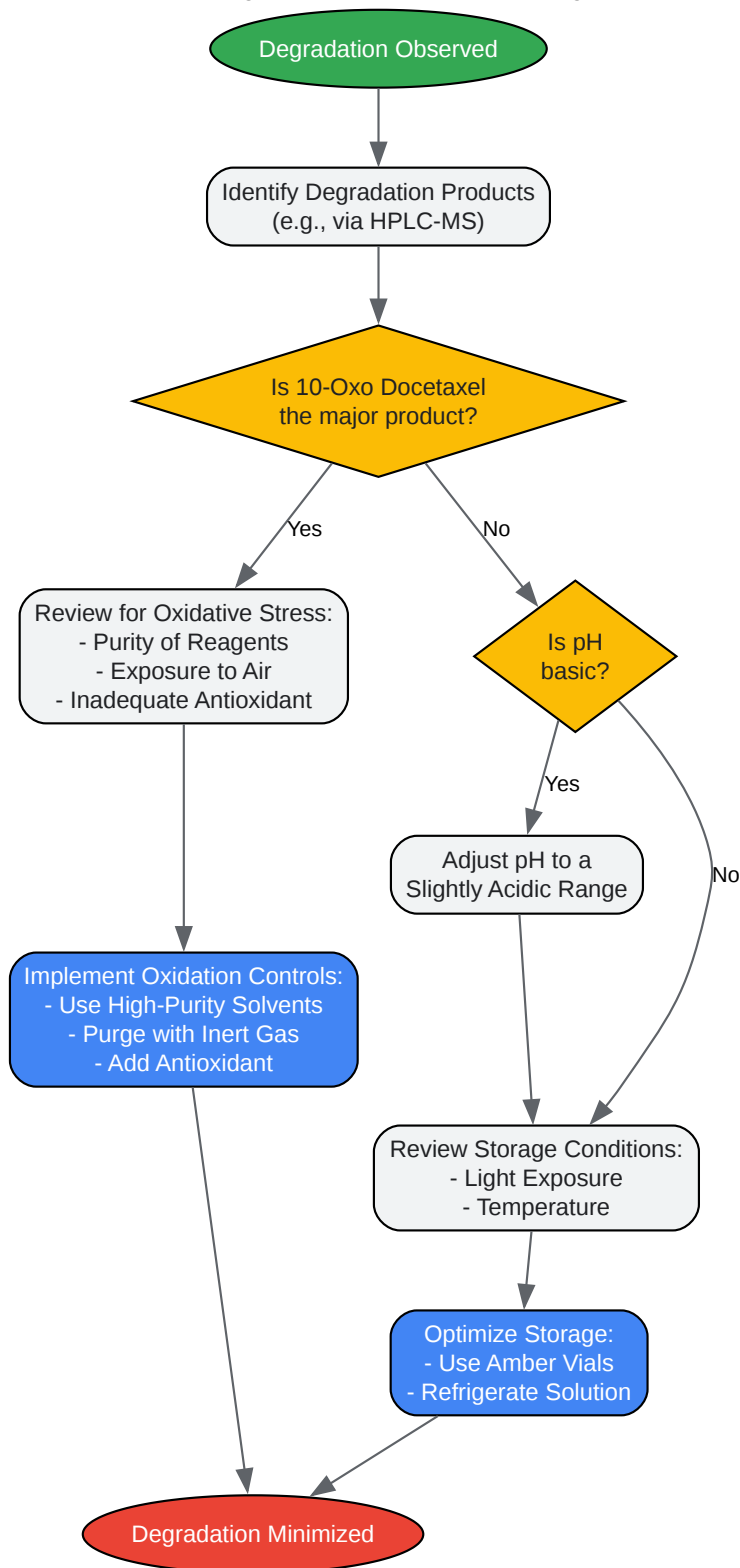 Degradation Observed
Identify Degradation Products
(e.g., via HPLC-MS)
Is 10-Oxo Docetaxel
the major product?
Yes
No
Review for Oxidative Stress:
- Purity of Reagents
- Exposure to Air
- Inadequate Antioxidant
Is pH
basic?
Yes
No
Adjust pH to a
Slightly Acidic Range
Implement Oxidation Controls:
- Use High-Purity Solvents
- Purge with Inert Gas
- Add Antioxidant
Review Storage Conditions:
- Light Exposure
- Temperature
Optimize Storage:
- Use Amber Vials
- Refrigerate Solution
Degradation Minimized